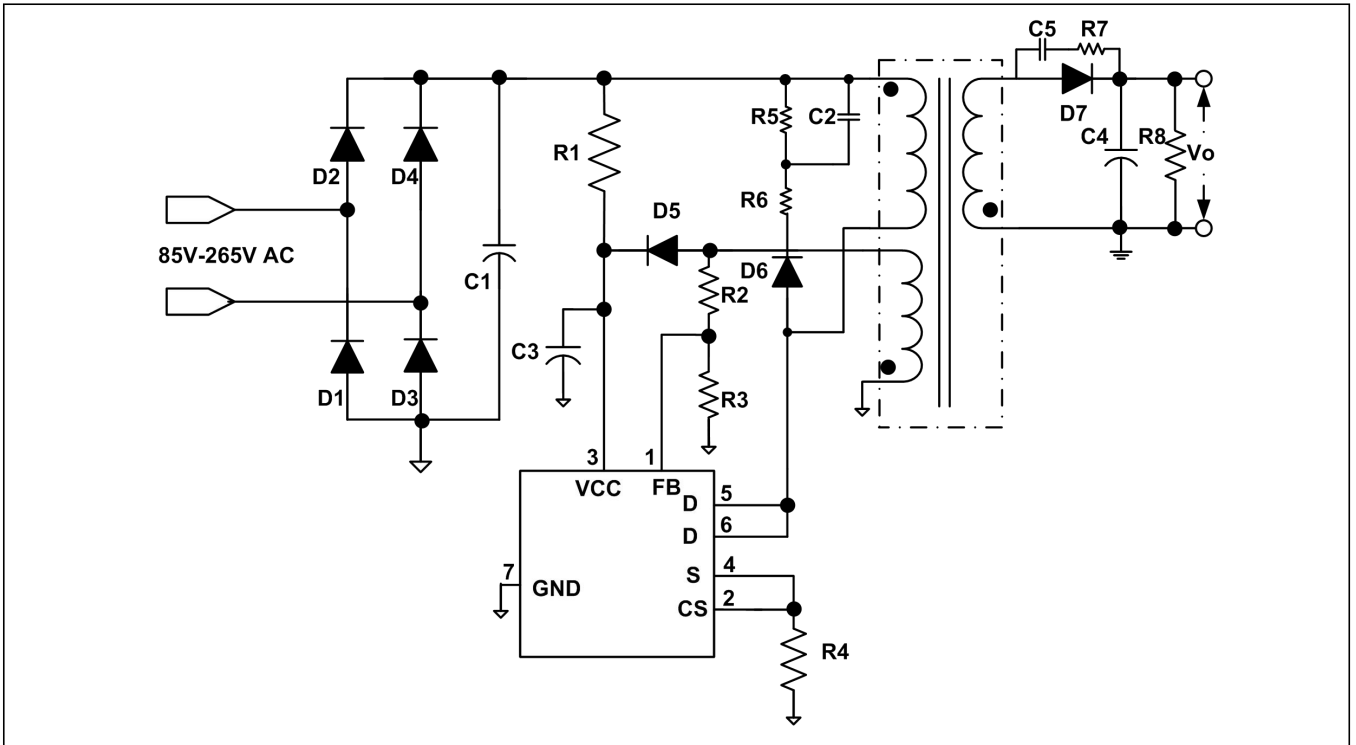 C5 R7
D7
R5 C2
C4 R8 Vo
R1
D2 D4
R6
D5
85V-265V AC
D6
C1
R2
C3
D1 D3 R3
3 1
VCC FB
D 5
D 6
S 4
7 GND
CS 2
R4